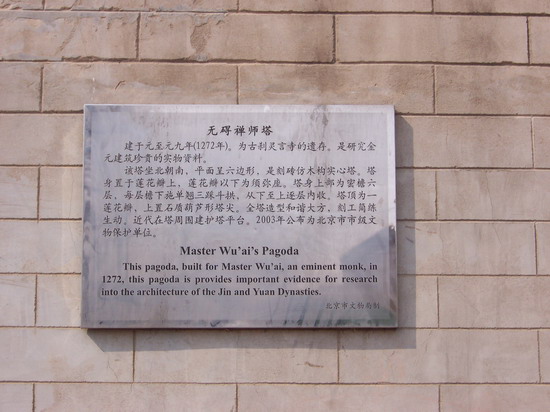 无碍禅师塔
建于元至元九年(1272年)。为古刹灵言寺的遗存。是研究金
元建筑珍贵的实物资料。
该塔坐北朝南，平面呈六边形，是刻砖仿木构实心塔。塔
身置于莲花瓣上，莲花瓣以下为须弥座。塔身上部为密檐六
层，每层檐下施单翘三踩斗拱，从下至上逐层内收。塔顶为一
莲花瓣，上置石质葫芦形塔尖。全塔造型和谐大方，刻工简练
生动。近代在塔周围建护塔平台。2003年公布为北京市市级文
物保护单位。
Master Wu'ai's Pagoda
This pagoda, built for Master Wu'ai, an eminent monk, in
1272, this pagoda is provides important evidence for research
into the architecture of the Jin and Yuan Dynasties.
北京市文物局制